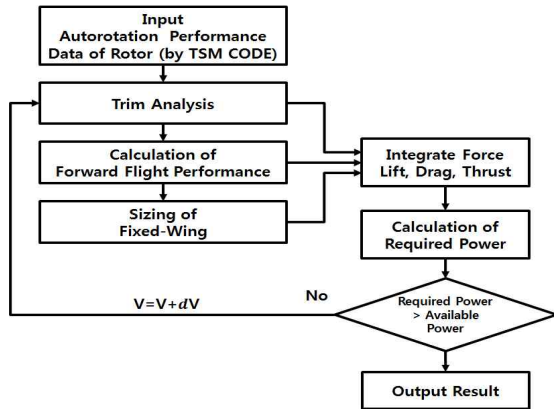 Input
Autorotation Performance
Data of Rotor (by TSM CODE)
Trim Analysis
Calculation of
Forward Flight Performance
Sizing of
Fixed-Wing
Integrate Force
Lift, Drag, Thrust
Calculation of
Required Power
Required Power
> Available
Power
No
V=V+dV
Output Result